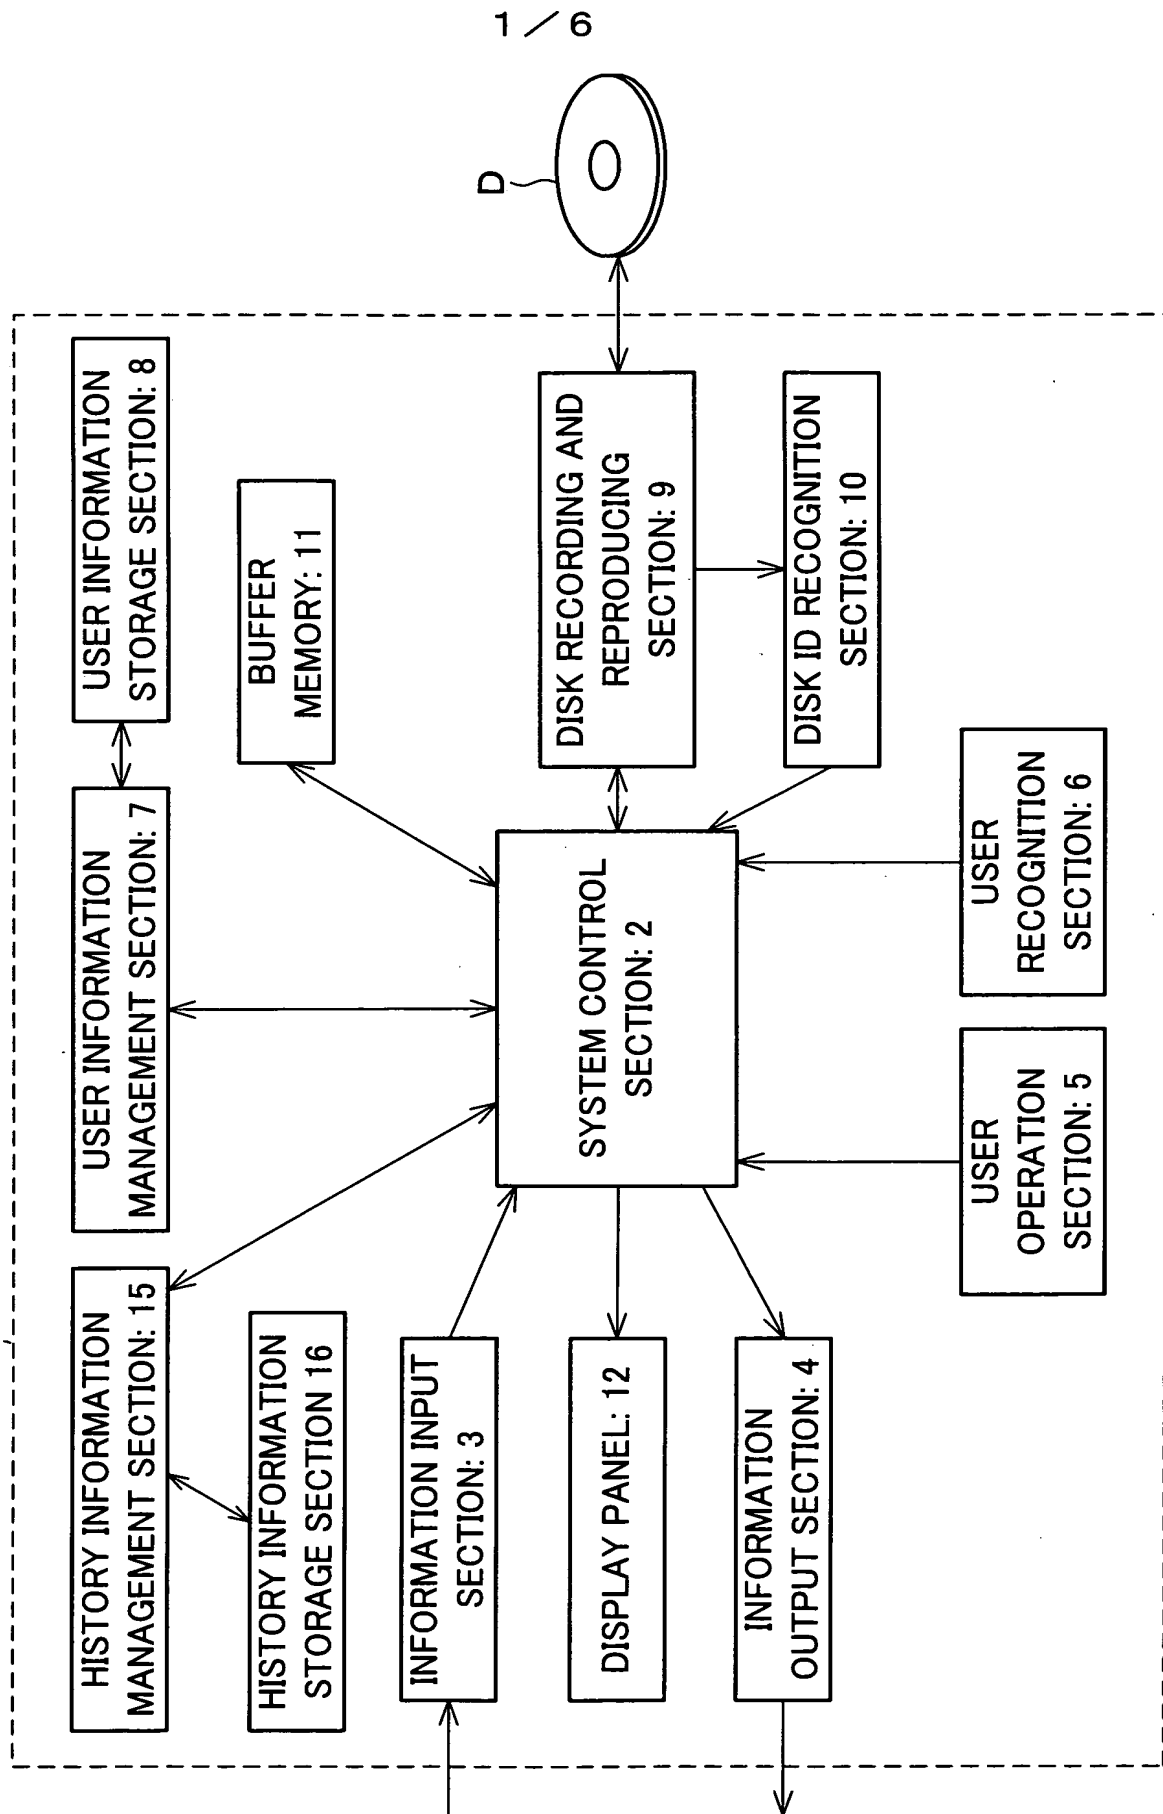 1/6
HISTORY INFORMATION
MANAGEMENT SECTION: 15
USER INFORMATION
MANAGEMENT SECTION: 7
USER INFORMATION
STORAGE SECTION: 8
HISTORY INFORMATION
STORAGE SECTION 16
BUFFER
MEMORY: 11
INFORMATION INPUT
SECTION: 3
DISPLAY PANEL: 12
INFORMATION
OUTPUT SECTION: 4
SYSTEM CONTROL
SECTION: 2
DISK RECORDING AND
REPRODUCING
SECTION: 9
D
DISK ID RECOGNITION
SECTION: 10
USER
OPERATION
SECTION: 5
USER
RECOGNITION
SECTION: 6